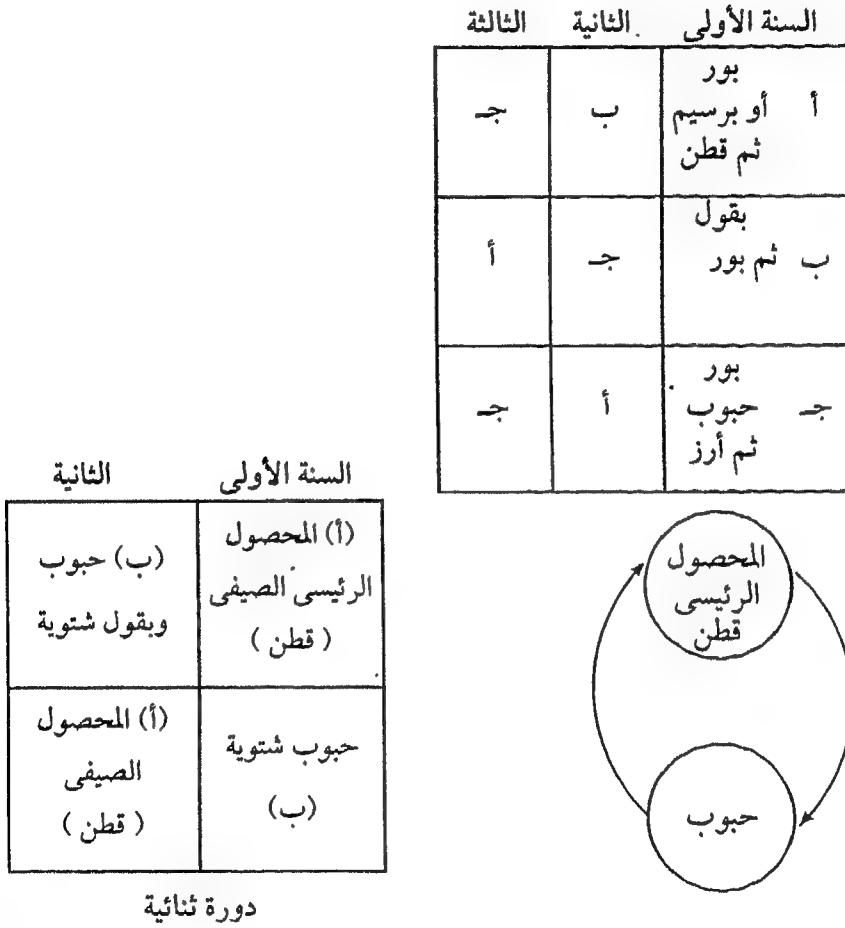 السنة الأولى الثانية الثالثة
بور
أ أو برسيم ب جـ
ثم قطن
بقول
ب ثم بور جـ أ
بور
جـ حبوب أ جـ
ثم أرز
السنة الأولى الثانية
(أ) المحصول
الرئيسى الصيفى
( قطن )
(ب) حبوب
وبقول شتوية
حبوب شتوية
(ب)
(أ) المحصول
الصيفى
( قطن )
دورة ثنائية
المحصول
الرئيسى
قطن
حبوب